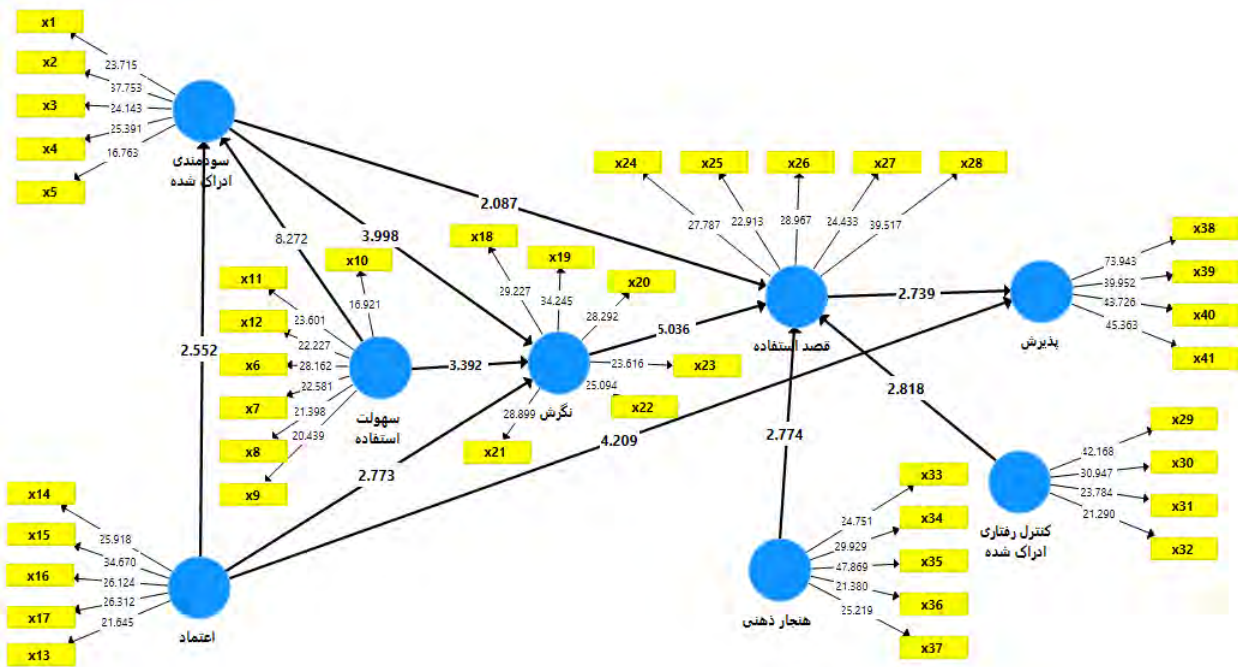 x1
x2
x3
x4
x5
23.715
37.753
24.143
25.391
16.763
سودمندی
ادراک شده
2.552
8.272
3.998
2.087
x10
x11
x12
x6
x7
x8
x9
16.921
23.601
22.227
28.162
22.581
21.398
20.439
سهولت
استفاده
3.392
2.773
x18
x19
x20
x23
x22
x21
29.227
34.245
28.292
23.616
25.094
28.899
نگرش
5.036
4.209
x24
x25
x26
x27
x28
27.787
22.913
28.967
24.433
39.517
قصد استفاده
2.739
2.774
2.818
x38
x39
x40
x41
73.943
39.952
43.726
45.363
پذیرش
x29
x30
x31
x32
42.168
30.947
23.784
21.290
کنترل رفتاری
ادراک شده
x33
x34
x35
x36
x37
24.751
29.929
47.869
21.380
25.219
هنجار ذهنی
x14
x15
x16
x17
x13
25.918
34.670
26.124
26.312
21.645
اعتماد